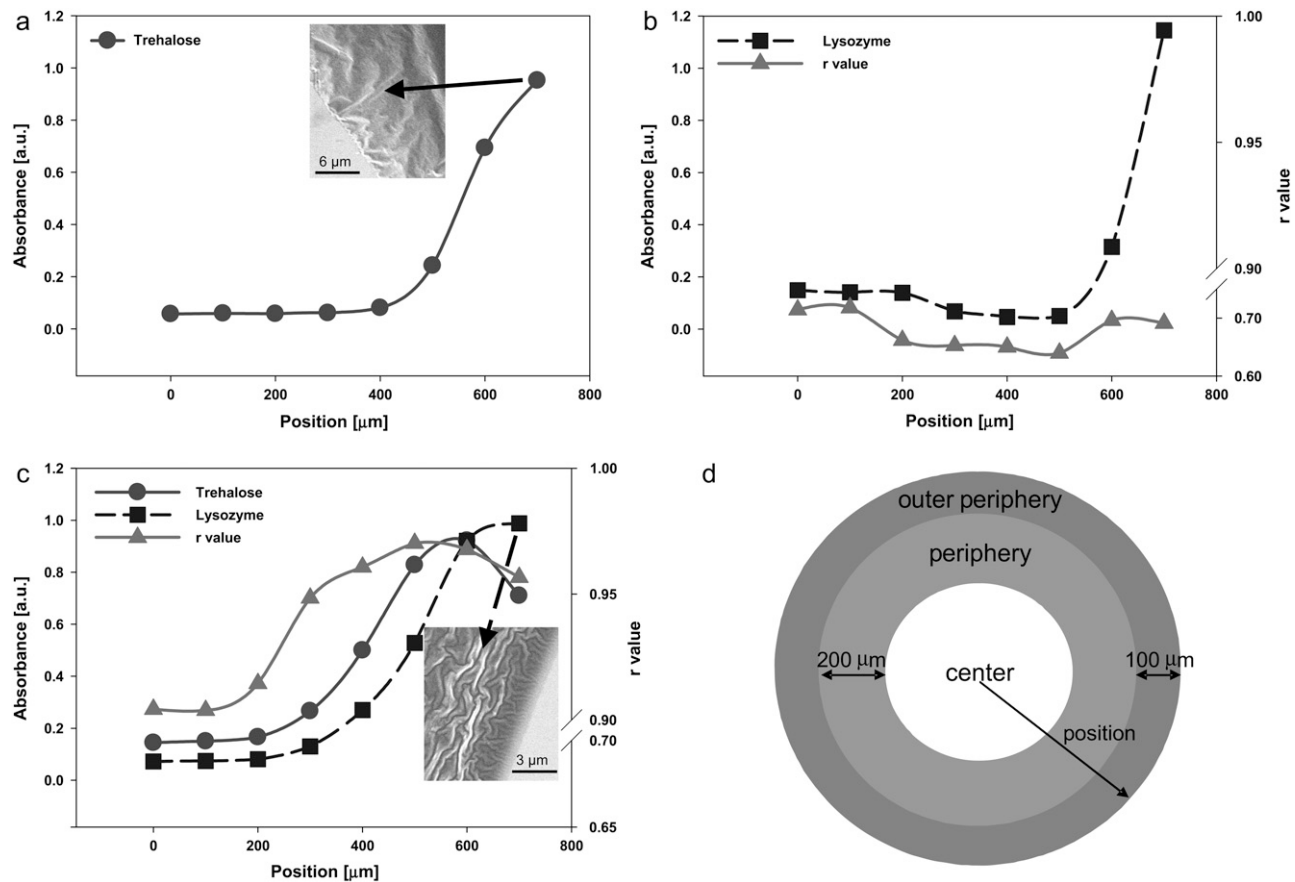 a
Trehalose
1.2
1.0
0.8
0.6
0.4
0.2
0.0
Absorbance [a.u.]
6 μm
0 200 400 600 800
Position [μm]
b
Lysozyme
r value
1.2
1.0
0.8
0.6
0.4
0.2
0.0
Absorbance [a.u.]
1.00
0.95
0.90
0.70
0.60
r value
0 200 400 600 800
Position [μm]
c
Trehalose
Lysozyme
r value
1.2
1.0
0.8
0.6
0.4
0.2
0.0
Absorbance [a.u.]
1.00
0.95
0.90
0.70
0.65
r value
3 μm
0 200 400 600 800
Position [μm]
d
outer periphery
periphery
200 μm
center
100 μm
position